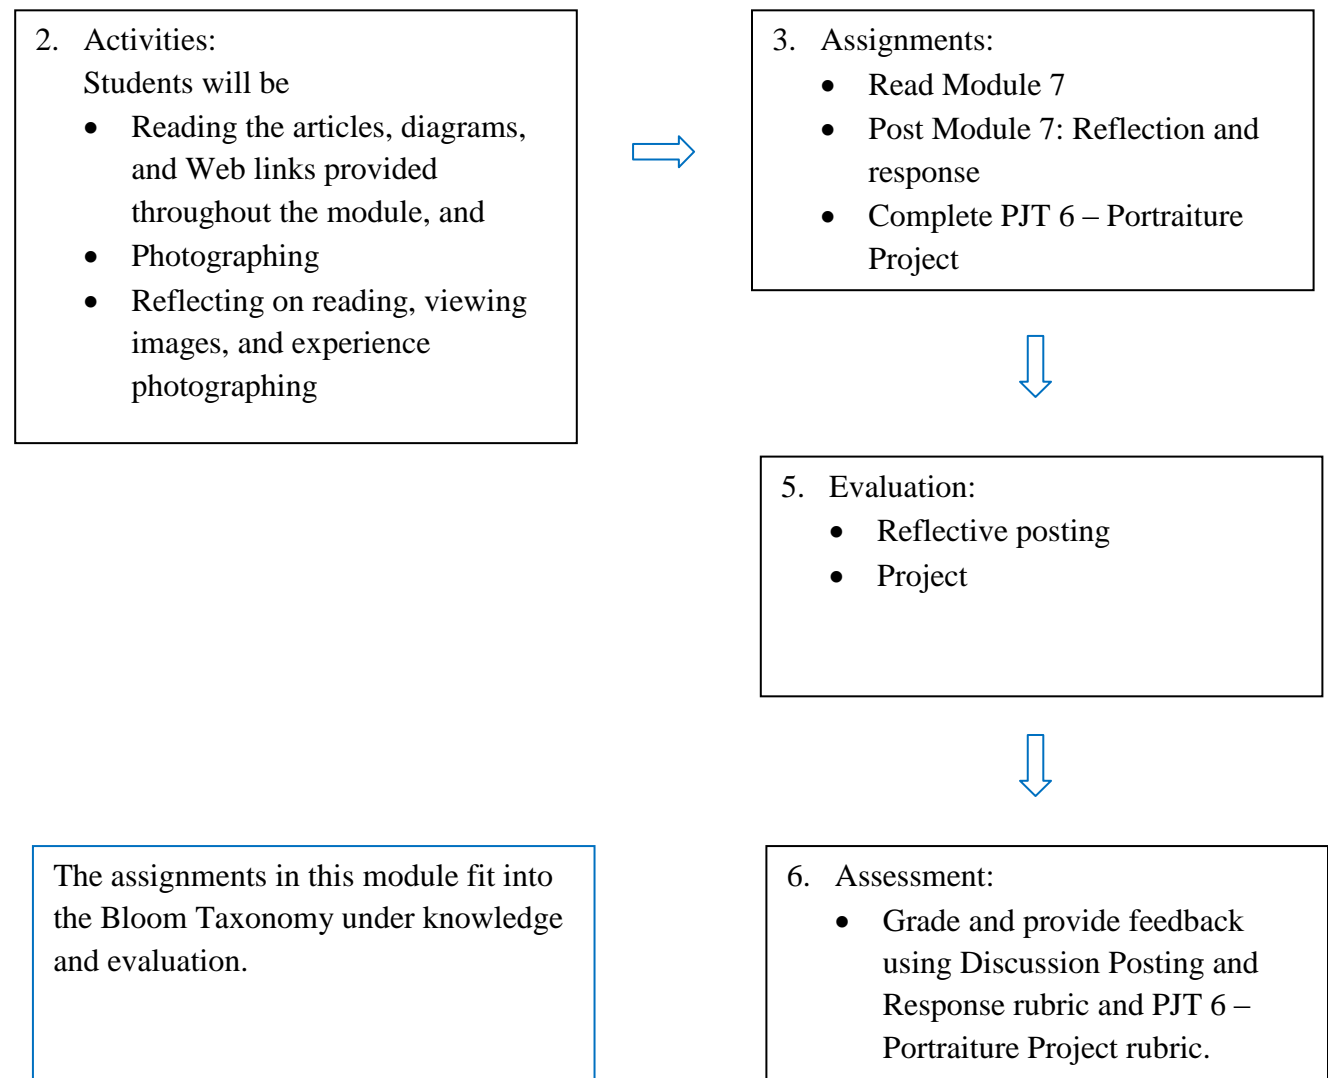 2. Activities:
Students will be
• Reading the articles, diagrams,
and Web links provided
throughout the module, and
• Photographing
• Reflecting on reading, viewing
images, and experience
photographing
3. Assignments:
• Read Module 7
• Post Module 7: Reflection and
response
• Complete PJT 6 – Portraiture
Project
5. Evaluation:
• Reflective posting
• Project
The assignments in this module fit into
the Bloom Taxonomy under knowledge
and evaluation.
6. Assessment:
• Grade and provide feedback
using Discussion Posting and
Response rubric and PJT 6 –
Portraiture Project rubric.